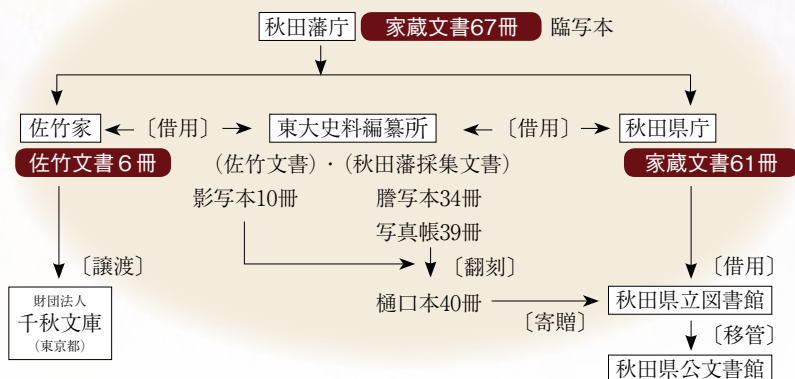 秋田藩庁 家蔵文書67冊 臨写本
佐竹家 〔借用〕 東大史料編纂所 〔借用〕 秋田県庁
佐竹文書6冊 (佐竹文書)・(秋田藩採集文書) 家蔵文書61冊
影写本10冊 謄写本34冊
写真帳39冊
〔譲渡〕 〔翻刻〕 〔借用〕
財団法人
千秋文庫
(東京都)
樋口本40冊 〔寄贈〕 秋田県立図書館
〔移管〕
秋田県公文書館